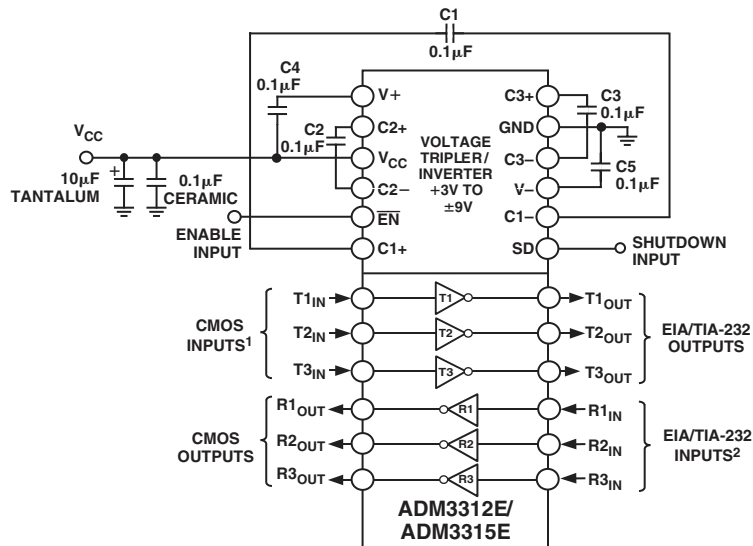 C1
0.1µF
C4
0.1µF
V+
C2+
C2
0.1µF
VCC
VCC
C2–
EN
C1+
10µF
+
TANTALUM
0.1µF
CERAMIC
ENABLE
INPUT
VOLTAGE
TRIPLER/
INVERTER
+3V TO
±9V
C3+
GND
C3–
V–
C1–
SD
C3
0.1µF
C5
0.1µF
SHUTDOWN
INPUT
CMOS
INPUTS1
T1IN
T1
T1OUT
T2IN
T2
T2OUT
T3IN
T3
T3OUT
EIA/TIA-232
OUTPUTS
CMOS
OUTPUTS
R1OUT
R1
R1IN
R2OUT
R2
R2IN
R3OUT
R3
R3IN
EIA/TIA-232
INPUTS2
ADM3312E/
ADM3315E